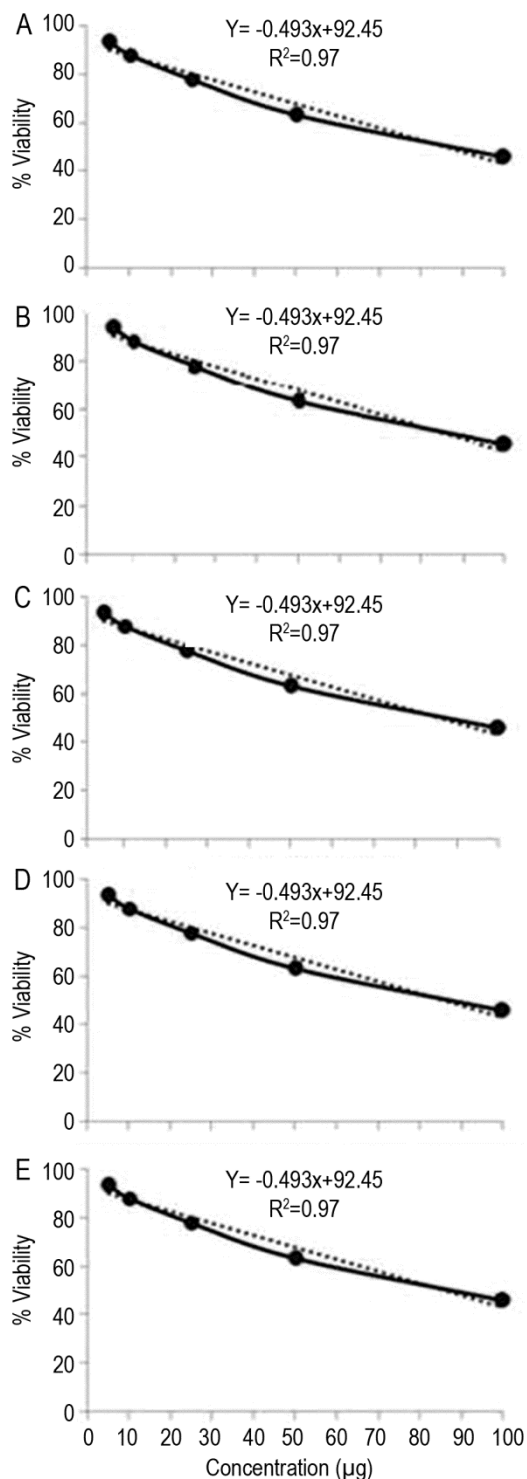 A
Y= -0.493x+92.45
R²=0.97
% Viability
100
80
60
40
20
0
B
Y= -0.493x+92.45
R²=0.97
% Viability
100
80
60
40
20
0
C
Y= -0.493x+92.45
R²=0.97
% Viability
100
80
60
40
20
0
D
Y= -0.493x+92.45
R²=0.97
% Viability
100
80
60
40
20
0
E
Y= -0.493x+92.45
R²=0.97
% Viability
100
80
60
40
20
0
0 10 20 30 40 50 60 70 80 90 100
Concentration (µg)